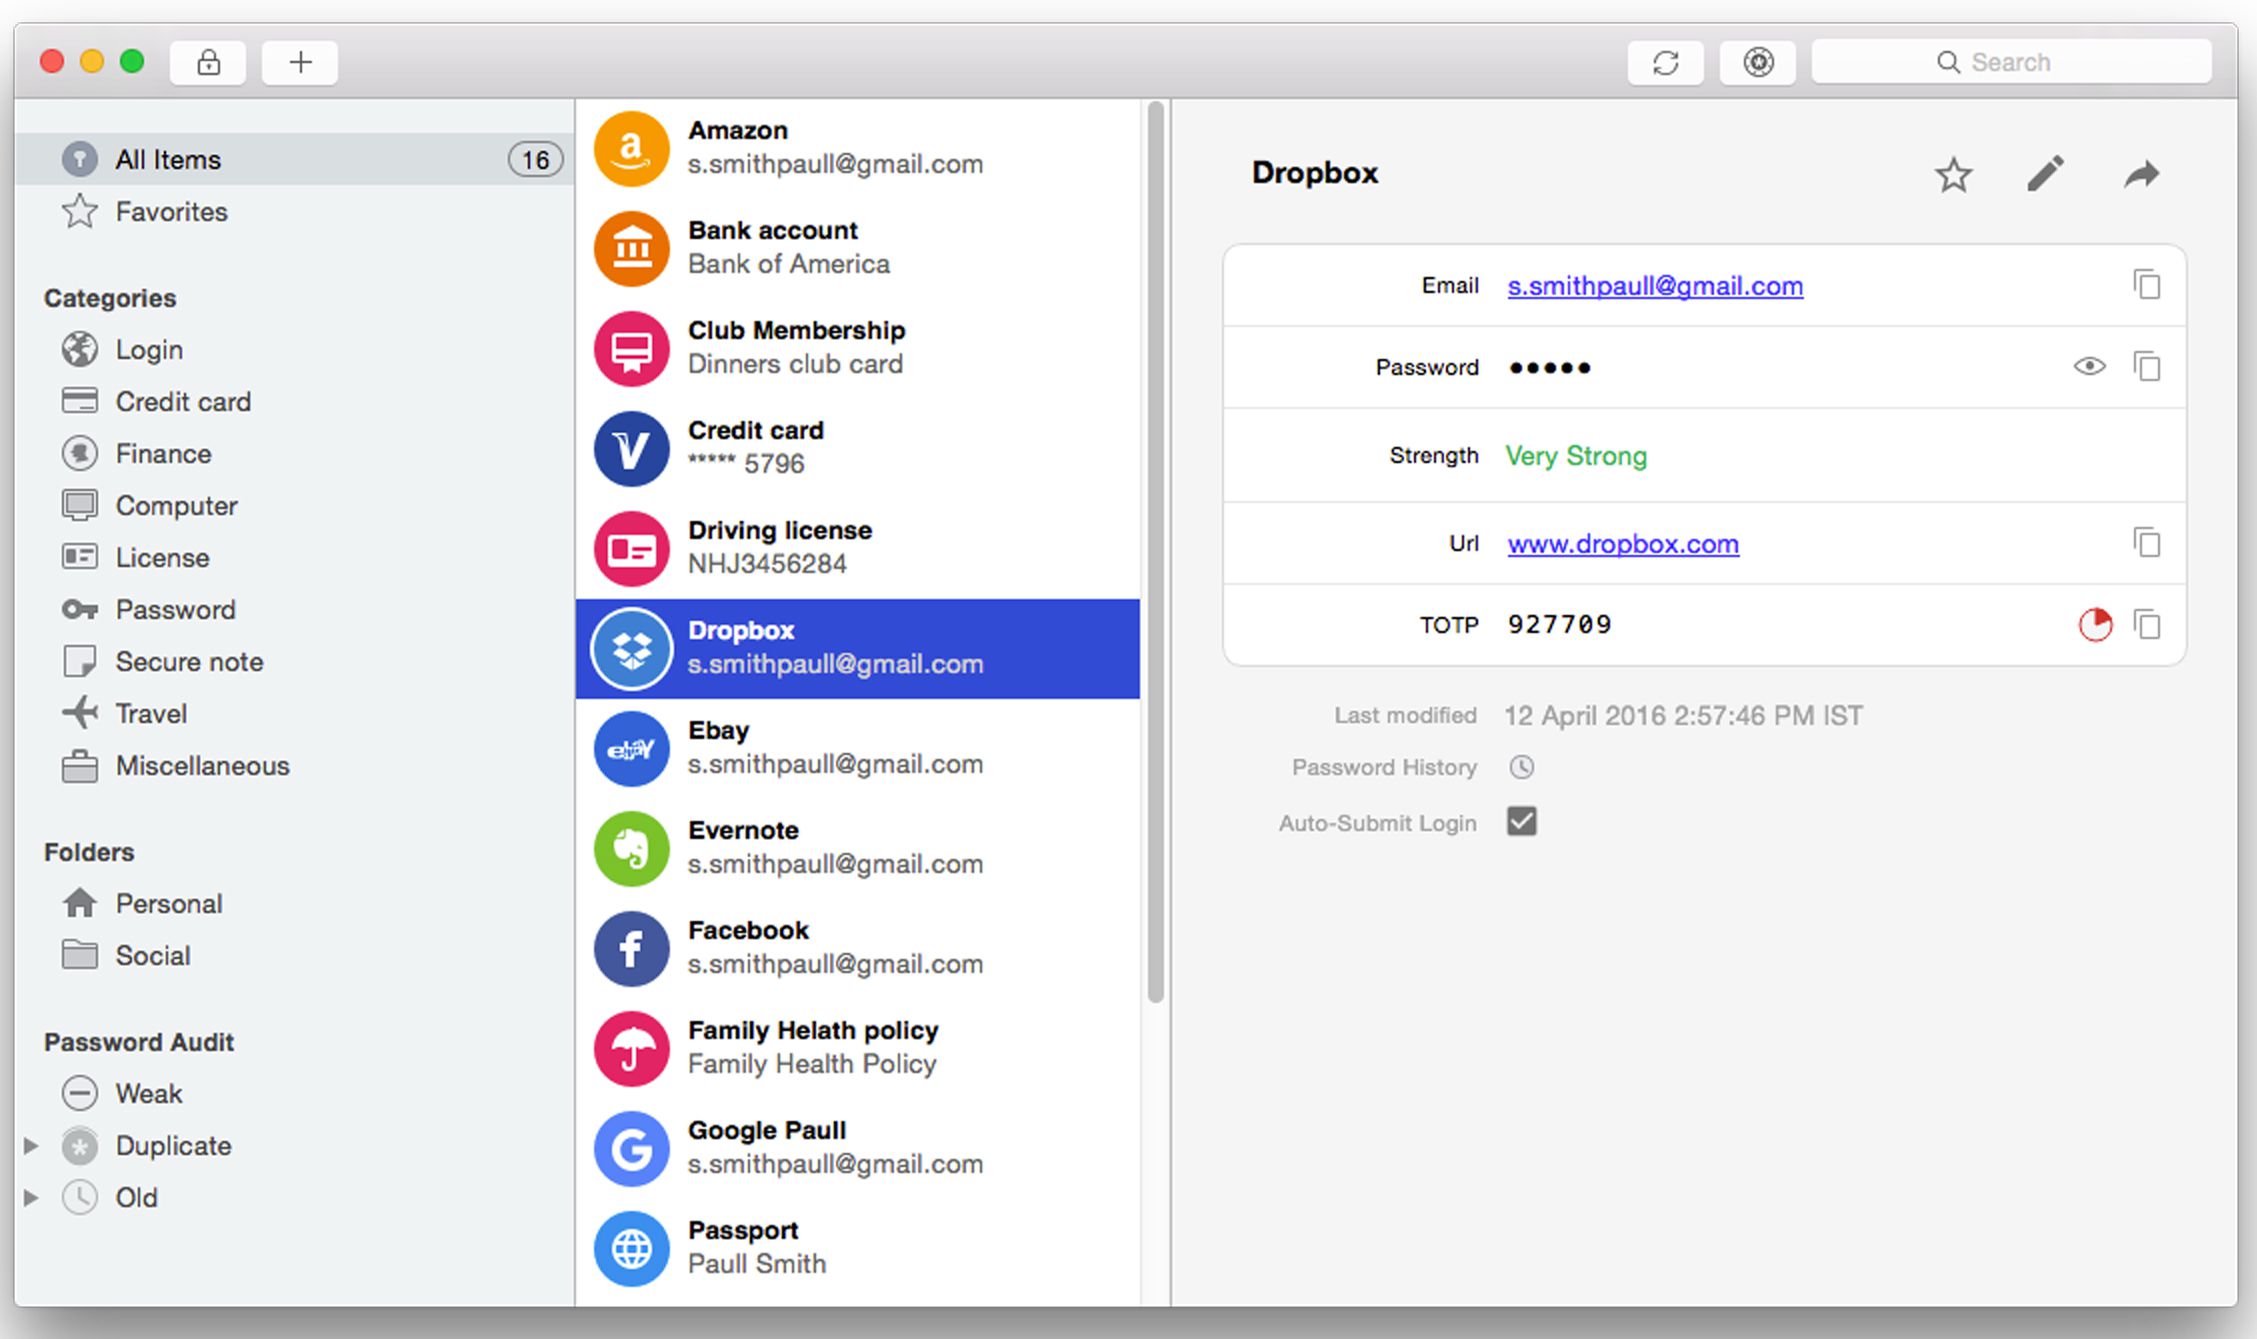 Search
All Items 16
Favorites
Categories
Login
Credit card
Finance
Computer
License
Password
Secure note
Travel
Miscellaneous
Folders
Personal
Social
Password Audit
Weak
Duplicate
Old
a
Amazon
s.smithpaull@gmail.com
Bank account
Bank of America
Club Membership
Dinners club card
V
Credit card
***** 5796
Driving license
NHJ3456284
Dropbox
s.smithpaull@gmail.com
ebay
Ebay
s.smithpaull@gmail.com
Evernote
s.smithpaull@gmail.com
f
Facebook
s.smithpaull@gmail.com
Family Helath policy
Family Health Policy
G
Google Paull
s.smithpaull@gmail.com
Passport
Paull Smith
Dropbox
Email s.smithpaull@gmail.com
Password •••••
Strength Very Strong
Url www.dropbox.com
TOTP 927709
Last modified 12 April 2016 2:57:46 PM IST
Password History
Auto-Submit Login